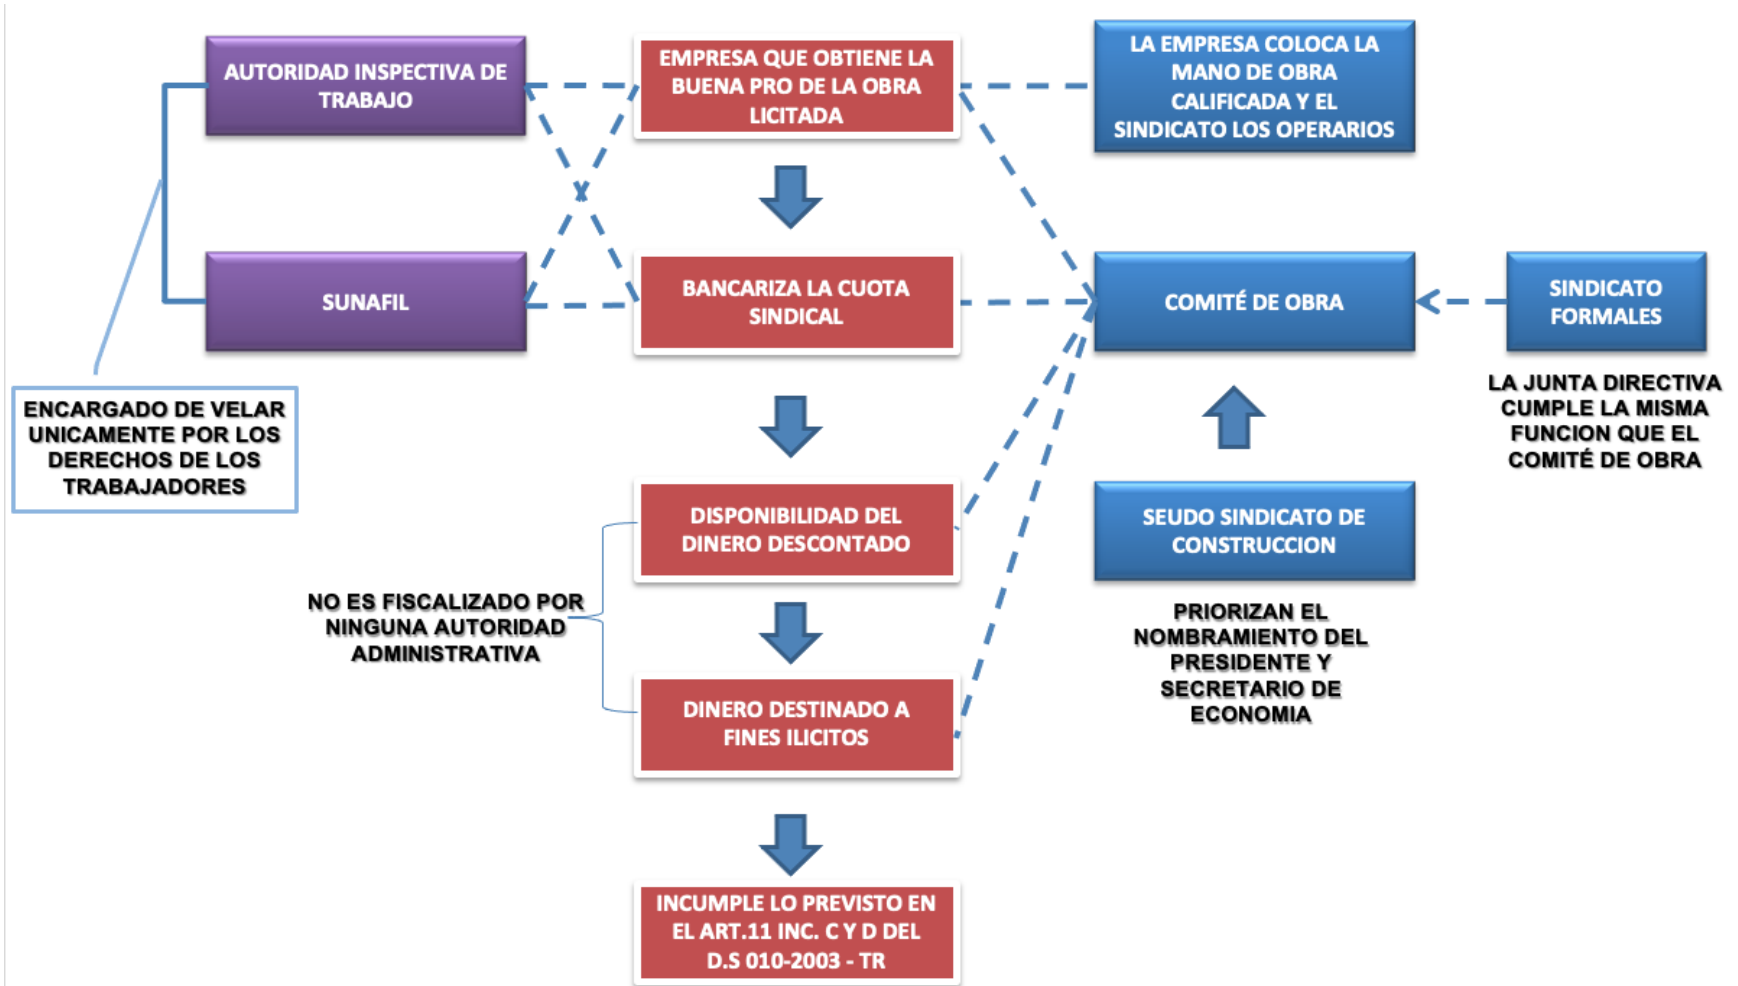 AUTORIDAD INSPECTIVA DE
TRABAJO
EMPRESA QUE OBTIENE LA
BUENA PRO DE LA OBRA
LICITADA
LA EMPRESA COLOCA LA
MANO DE OBRA
CALIFICADA Y EL
SINDICATO LOS OPERARIOS
SUNAFIL
BANCARIZA LA CUOTA
SINDICAL
COMITÉ DE OBRA
SINDICATO
FORMALES
LA JUNTA DIRECTIVA
CUMPLE LA MISMA
FUNCION QUE EL
COMITÉ DE OBRA
ENCARGADO DE VELAR
UNICAMENTE POR LOS
DERECHOS DE LOS
TRABAJADORES
DISPONIBILIDAD DEL
DINERO DESCONTADO
SEUDO SINDICATO DE
CONSTRUCCION
NO ES FISCALIZADO POR
NINGUNA AUTORIDAD
ADMINISTRATIVA
PRIORIZAN EL
NOMBRAMIENTO DEL
PRESIDENTE Y
SECRETARIO DE
ECONOMIA
DINERO DESTINADO A
FINES ILICITOS
INCUMPLE LO PREVISTO EN
EL ART.11 INC. C Y D DEL
D.S 010-2003 - TR